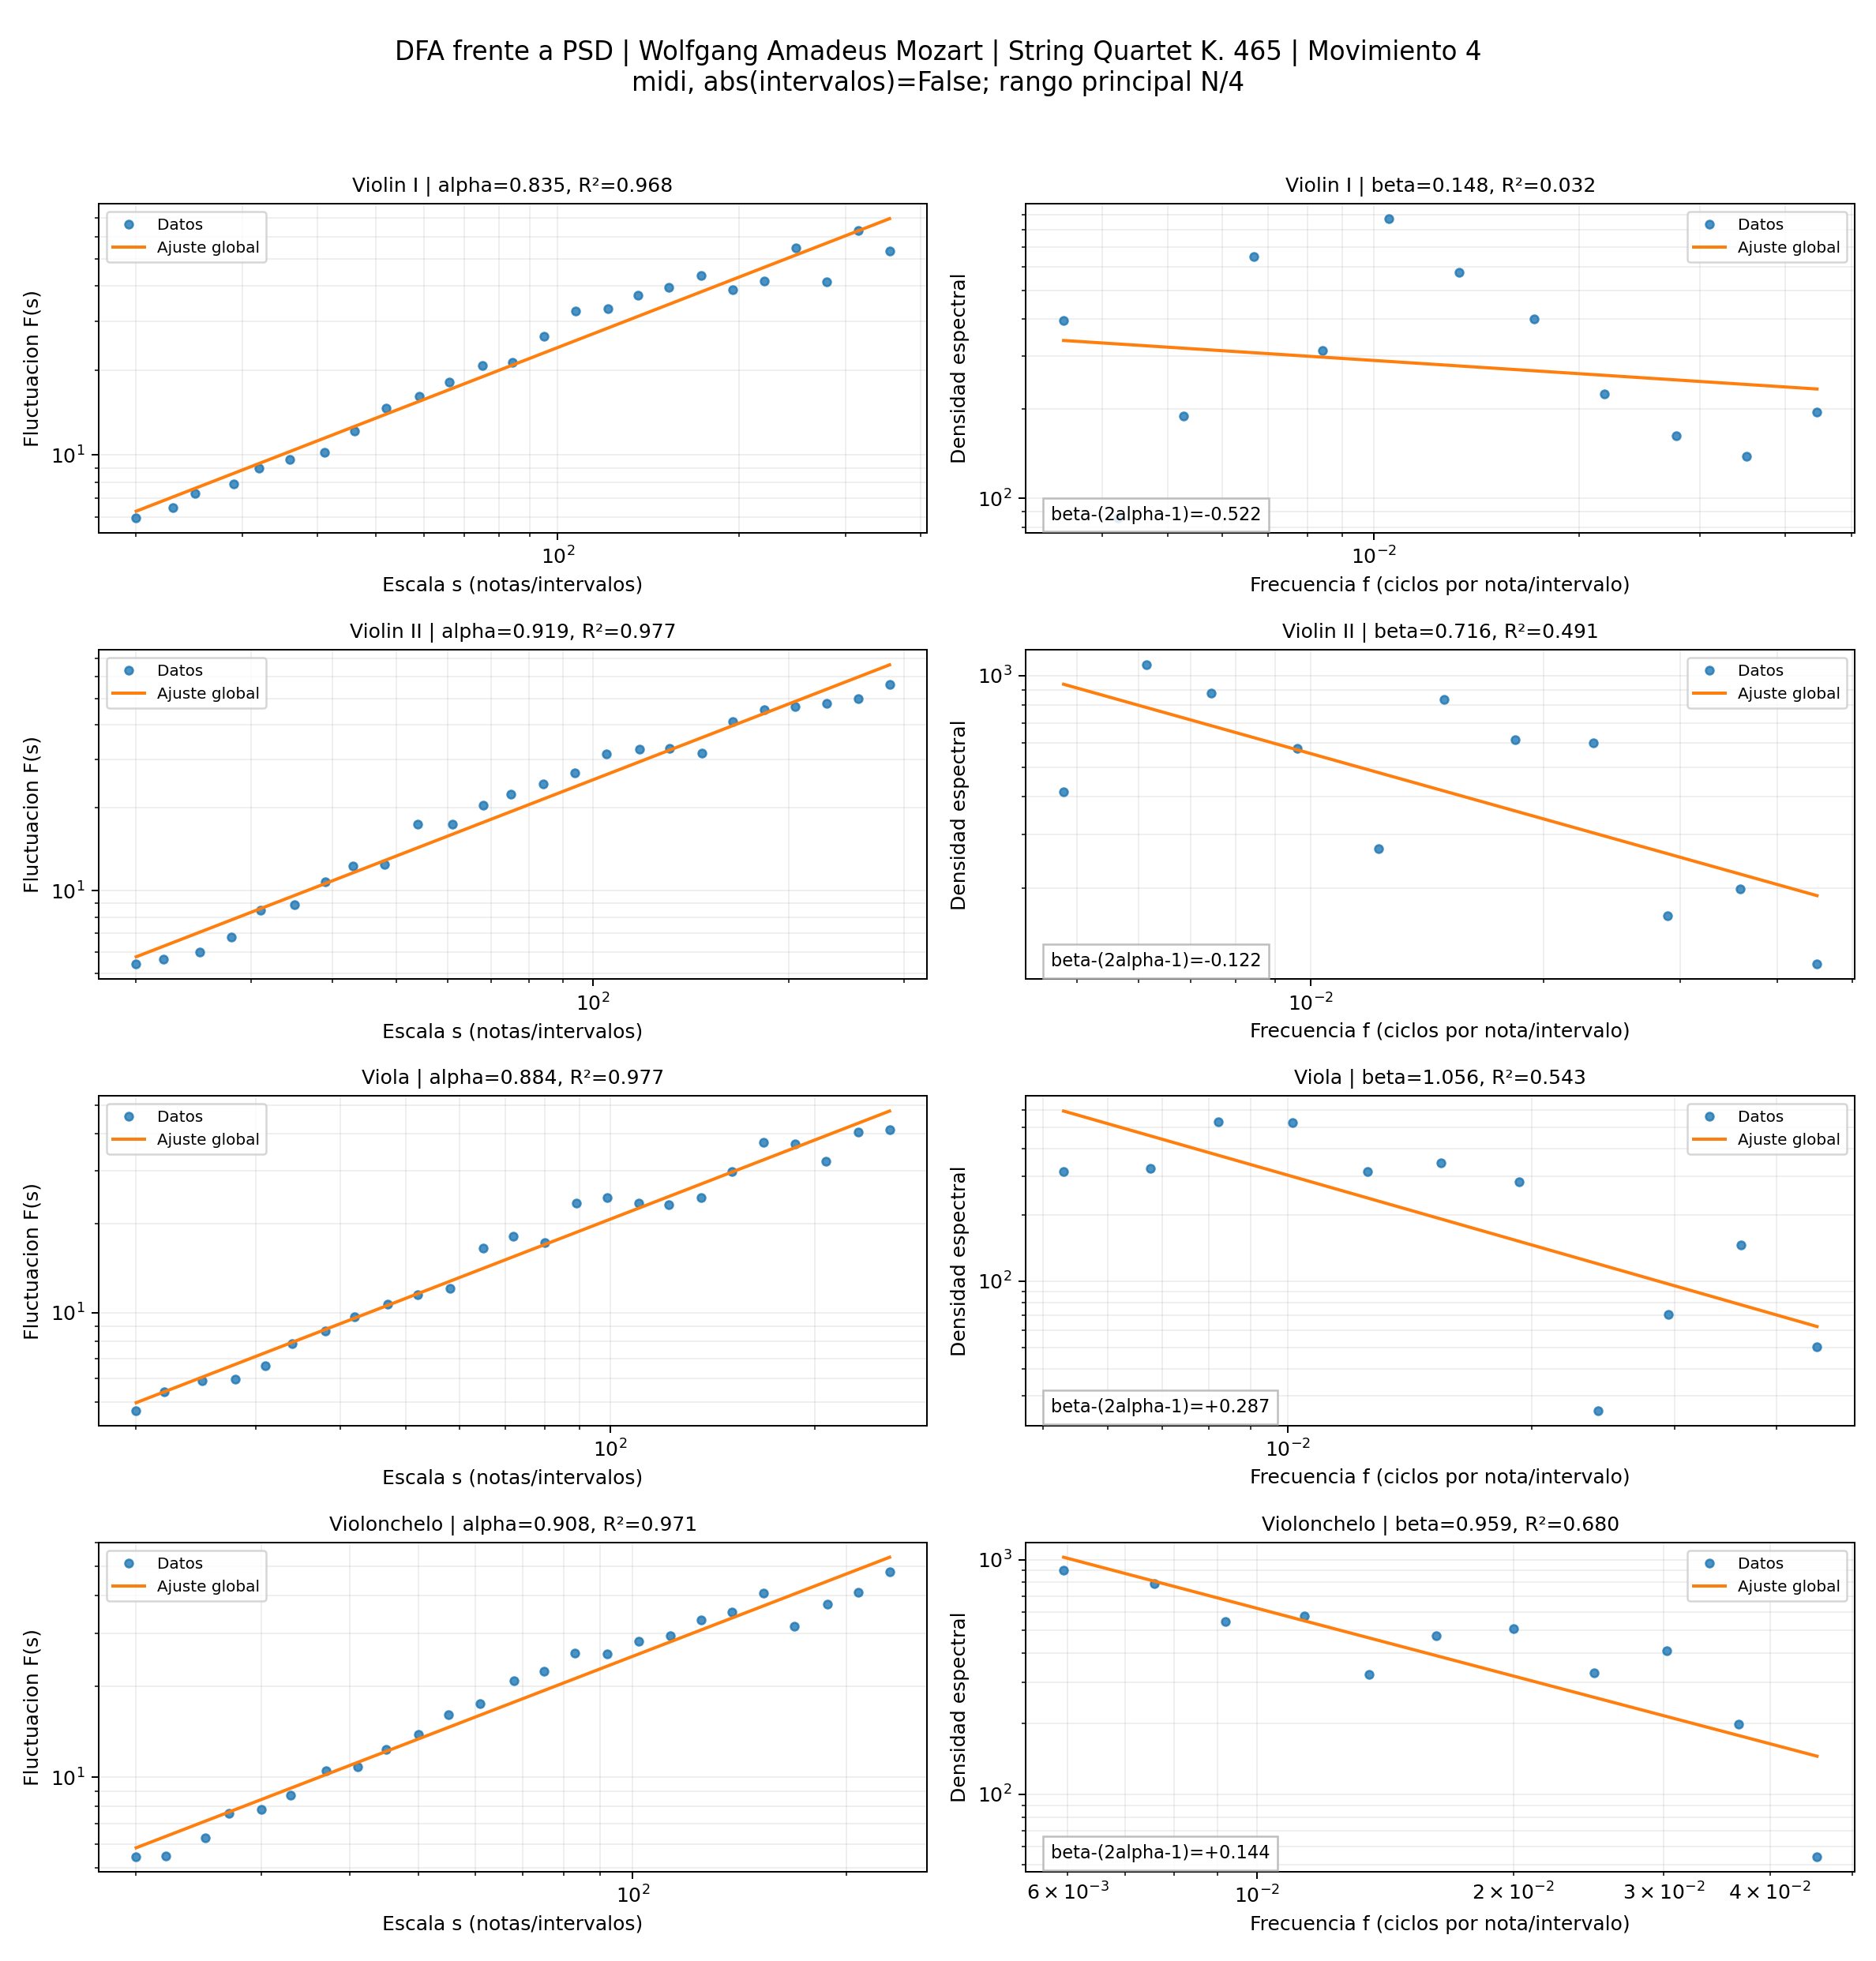 DFA frente a PSD | Wolfgang Amadeus Mozart | String Quartet K. 465 | Movimiento 4
midi, abs(intervalos)=False; rango principal N/4
Violin I | alpha=0.835, R²=0.968
Datos
Ajuste global
Fluctuacion F(s)
10¹
10²
Escala s (notas/intervalos)
Violin I | beta=0.148, R²=0.032
Datos
Ajuste global
Densidad espectral
10²
beta-(2alpha-1)=-0.522
10⁻²
Frecuencia f (ciclos por nota/intervalo)
Violin II | alpha=0.919, R²=0.977
Datos
Ajuste global
Fluctuacion F(s)
10¹
10²
Escala s (notas/intervalos)
Violin II | beta=0.716, R²=0.491
Datos
Ajuste global
Densidad espectral
10³
beta-(2alpha-1)=-0.122
10⁻²
Frecuencia f (ciclos por nota/intervalo)
Viola | alpha=0.884, R²=0.977
Datos
Ajuste global
Fluctuacion F(s)
10¹
10²
Escala s (notas/intervalos)
Viola | beta=1.056, R²=0.543
Datos
Ajuste global
Densidad espectral
10²
beta-(2alpha-1)=+0.287
10⁻²
Frecuencia f (ciclos por nota/intervalo)
Violonchelo | alpha=0.908, R²=0.971
Datos
Ajuste global
Fluctuacion F(s)
10¹
10²
Escala s (notas/intervalos)
Violonchelo | beta=0.959, R²=0.680
Datos
Ajuste global
Densidad espectral
10³
10²
beta-(2alpha-1)=+0.144
6 × 10⁻³ 10⁻² 2 × 10⁻² 3 × 10⁻² 4 × 10⁻²
Frecuencia f (ciclos por nota/intervalo)